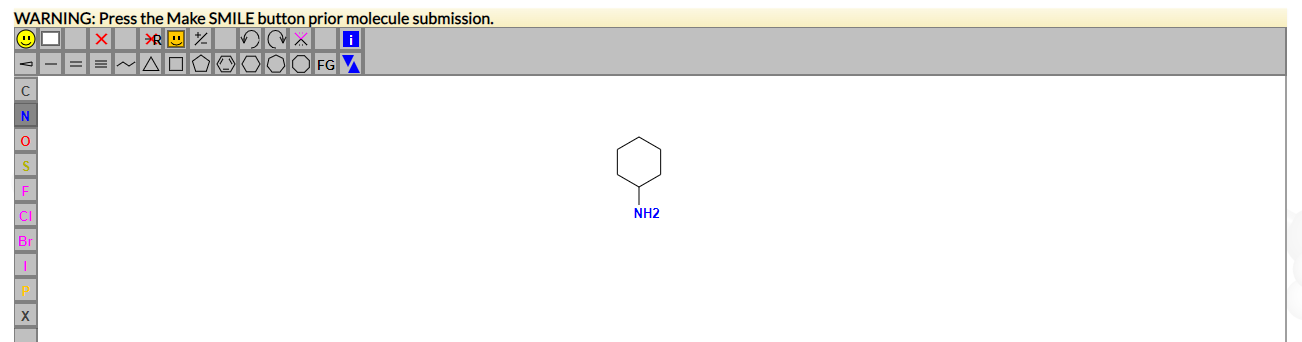 WARNING: Press the Make SMILE button prior molecule submission.
R +/- i
FG
C
N
O
S
F
Cl
Br
I
P
X
NH2